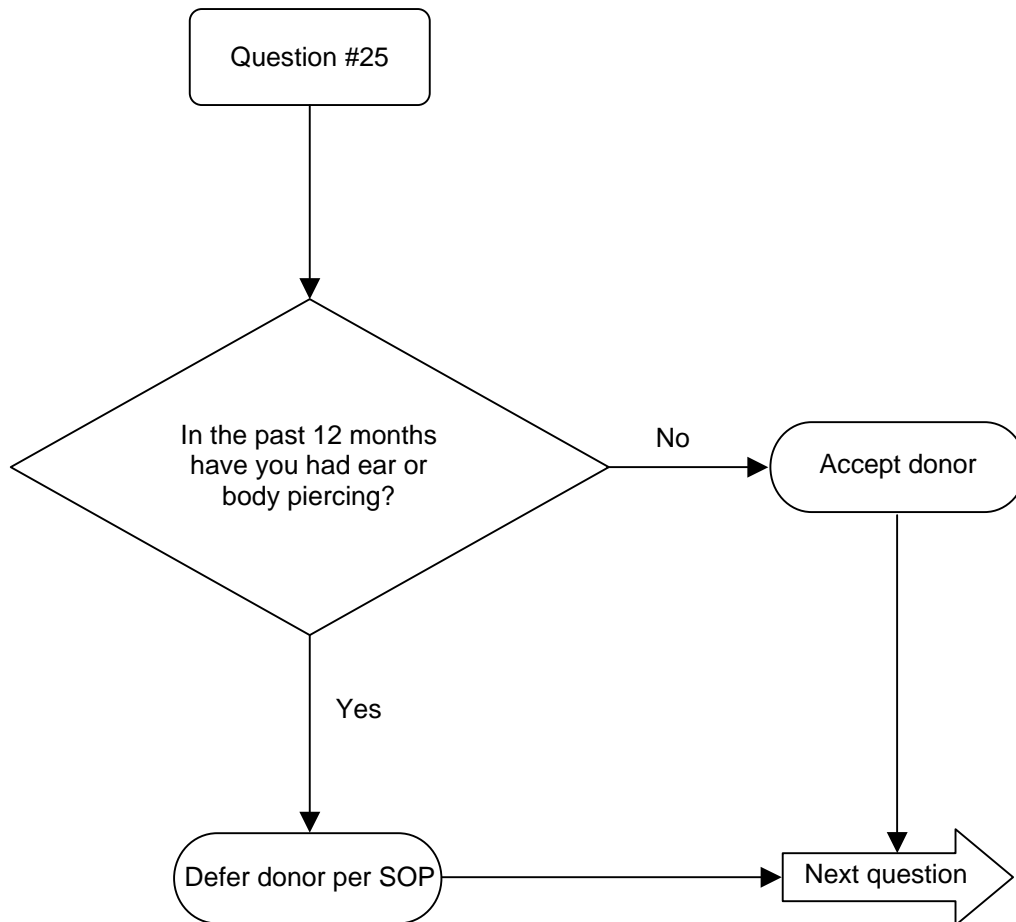 Question #25
In the past 12 months
have you had ear or
body piercing?
No
Accept donor
Yes
Defer donor per SOP
Next question